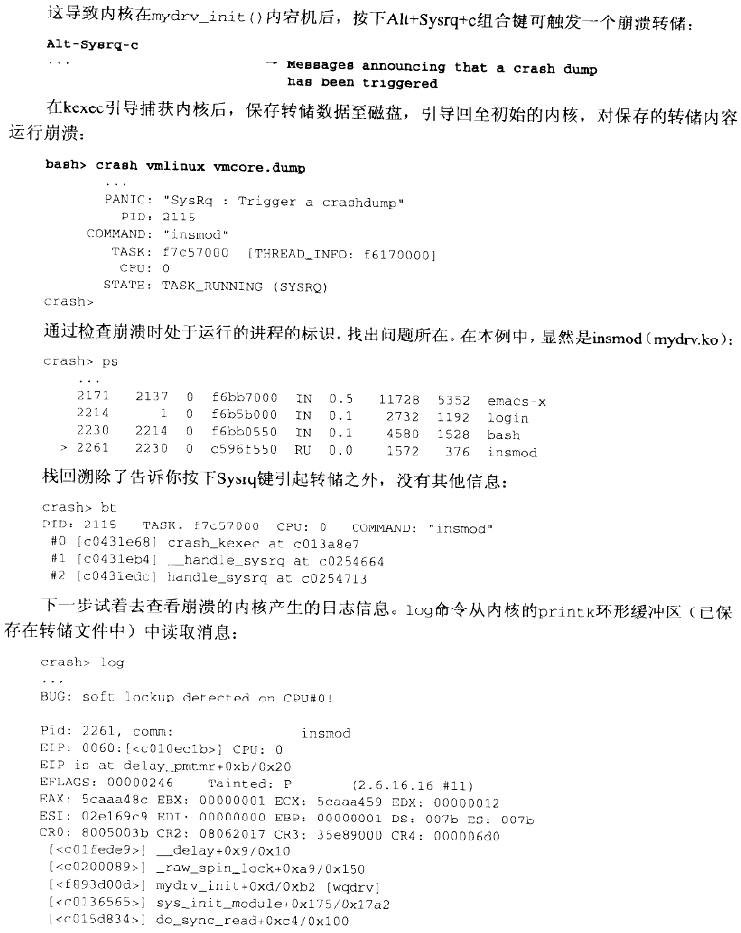 这导致内核在mydrv_init()内宕机后，按下Alt+Sysrq+c组合键可触发一个崩溃转储：
Alt-Sysrq-c
... → Messages announcing that a crash dump
has been triggered
在kexec引导捕获内核后，保存转储数据至磁盘，引导回至初始的内核，对保存的转储内容
运行崩溃：
bash> crash vmlinux vmcore.dump
...
PANIC: "SysRq : Trigger a crashdump"
PID: 2115
COMMAND: "insmod"
TASK: f7c57000 [THREAD_INFO: f6170000]
CPU: 0
STATE: TASK_RUNNING (SYSRQ)
crash>
通过检查崩溃时处于运行的进程的标识，找出问题所在。在本例中，显然是insmod（mydrv.ko）：
crash> ps
...
2171 2137 0 f6bb7000 IN 0.5 11728 5352 emacs-x
2214 1 0 f6b5b000 IN 0.1 2732 1192 login
2230 2214 0 f6bb0550 IN 0.1 4580 1528 bash
> 2261 2230 0 c596f550 RU 0.0 1572 376 insmod
栈回溯除了告诉你按下Sysrq键引起转储之外，没有其他信息：
crash> bt
PID: 2115 TASK: f7c57000 CPU: 0 COMMAND: "insmod"
#0 [c0431e68] crash_kexec at c013a8e7
#1 [c0431eb4] __handle_sysrq at c0254664
#2 [c0431edc] handle_sysrq at c0254713
下一步试着去查看崩溃的内核产生的日志信息。log命令从内核的printk环形缓冲区（已保
存在转储文件中）中读取消息：
crash> log
...
BUG: soft lockup detected on CPU#0!
Pid: 2261, comm: insmod
EIP: 0060:[<c010ec1b>] CPU: 0
EIP is at delay_pmtmr+0xb/0x20
EFLAGS: 00000246 Tainted: P (2.6.16.16 #11)
EAX: 5caaa48c EBX: 00000001 ECX: 5caaa459 EDX: 00000012
ESI: 02e169c9 EDI: 00000000 EBP: 00000001 DS: 007b ES: 007b
CR0: 8005003b CR2: 08062017 CR3: 35e89000 CR4: 000006d0
[<c01fede9>] __delay+0x9/0x10
[<c0200089>] _raw_spin_lock+0xa9/0x150
[<f893d00d>] mydrv_init+0xd/0xb2 [wqdrv]
[<c0136565>] sys_init_module+0x175/0x17a2
[<c015d834>] do_sync_read+0xc4/0x100